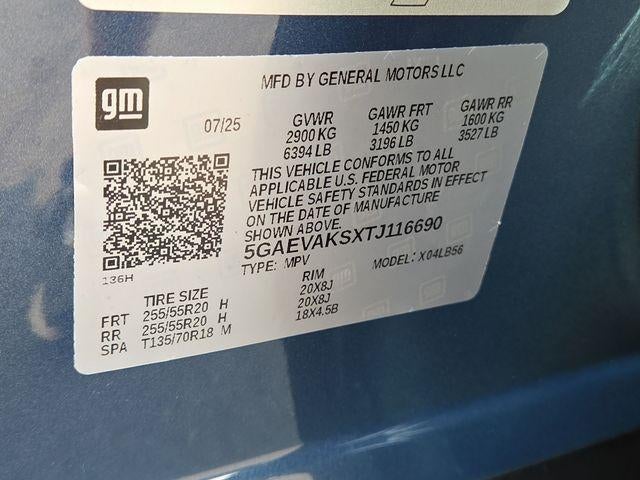 gm
MFD BY GENERAL MOTORS LLC
07/25
GVWR GAWR FRT GAWR RR
2900 KG 1450 KG 1600 KG
6394 LB 3196 LB 3527 LB
THIS VEHICLE CONFORMS TO ALL
APPLICABLE U.S. FEDERAL MOTOR
VEHICLE SAFETY STANDARDS IN EFFECT
ON THE DATE OF MANUFACTURE
SHOWN ABOVE.
5GAEVAKSXTJ116690
TYPE: MPV MODEL: X04LB56
136H
TIRE SIZE RIM
FRT 255/55R20 H 20X8J
RR 255/55R20 H 20X8J
SPA T135/70R18 M 18X4.5B